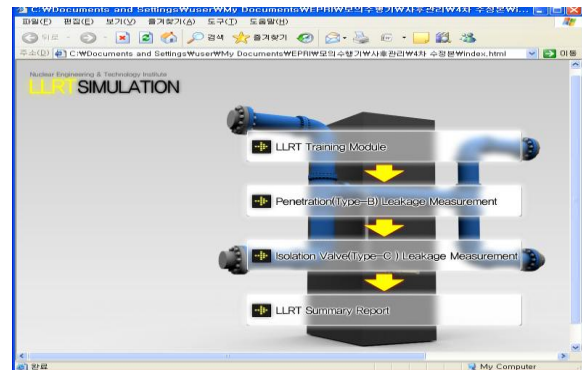 C:₩Documents and Settings₩user₩My Documents₩EPRI₩모의수행기₩사후관리₩4차 수정본₩i...
파일(F) 편집(E) 보기(V) 즐겨찾기(A) 도구(T) 도움말(H)
뒤로 검색 즐겨찾기
주소(D) C:₩Documents and Settings₩user₩My Documents₩EPRI₩모의수행기₩사후관리₩4차 수정본₩index.html 이동
Nuclear Engineering & Technology Institute
LLRT SIMULATION
LLRT Training Module
Penetration(Type-B) Leakage Measurement
Isolation Valve(Type-C ) Leakage Measurement
LLRT Summary Report
완료 My Computer